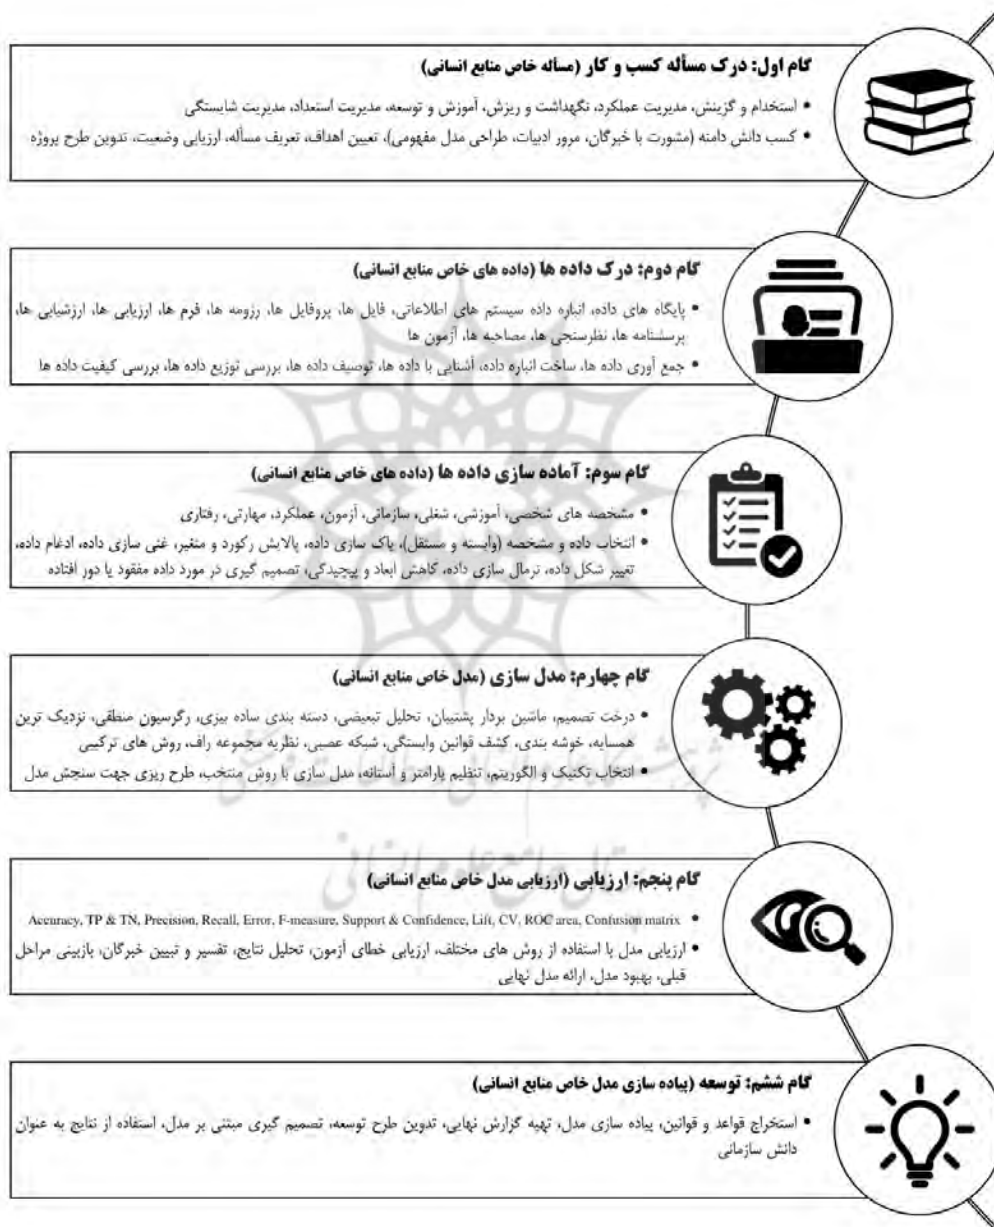 گام اول: درک مسأله کسب و کار (مسأله خاص منابع انسانی)
• استخدام و گزینش، مدیریت عملکرد، نگهداشت و ریزش، آموزش و توسعه، مدیریت استعداد، مدیریت شایستگی
• کسب دانش دامنه (مشورت با خبرگان، مرور ادبیات، طراحی مدل مفهومی)، تعیین اهداف، تعریف مسأله، ارزیابی وضعیت، تدوین طرح پروژه
گام دوم: درک داده ها (داده های خاص منابع انسانی)
• پایگاه های داده، انباره داده سیستم های اطلاعاتی، فایل ها، پروفایل ها، رزومه ها، فرم ها، ارزیابی ها، ارزشیابی ها،
پرسشنامه ها، نظرسنجی ها، مصاحبه ها، آزمون ها
• جمع آوری داده ها، ساخت انباره داده، آشنایی با داده ها، توصیف داده ها، بررسی توزیع داده ها، بررسی کیفیت داده ها
گام سوم: آماده سازی داده ها (داده های خاص منابع انسانی)
• مشخصه های شخصی، آموزشی، شغلی، سازمانی، آزمون، عملکرد، مهارتی، رفتاری
• انتخاب داده و مشخصه (وابسته و مستقل)، پاک سازی داده، پالایش رکورد و متغیر، غنی سازی داده، ادغام داده،
تغییر شکل داده، نرمال سازی داده، کاهش ابعاد و پیچیدگی، تصمیم گیری در مورد داده مفقود یا دور افتاده
گام چهارم: مدل سازی (مدل خاص منابع انسانی)
• درخت تصمیم، ماشین بردار پشتیبان، تحلیل تبعیضی، دسته بندی ساده بیزی، رگرسیون منطقی، نزدیک ترین
همسایه، خوشه بندی، کشف قوانین وابستگی، شبکه عصبی، نظریه مجموعه راف، روش های ترکیبی
• انتخاب تکنیک و الگوریتم، تنظیم پارامتر و آستانه، مدل سازی با روش منتخب، طرح ریزی جهت سنجش مدل
پژوهشگاه علوم انسانی و مطالعات فرهنگی
پرتال جامع علوم انسانی
گام پنجم: ارزیابی (ارزیابی مدل خاص منابع انسانی)
• Accuracy, TP & TN, Precision, Recall, Error, F-measure, Support & Confidence, Lift, CV, ROC area, Confusion matrix
• ارزیابی مدل با استفاده از روش های مختلف، ارزیابی خطای آزمون، تحلیل نتایج، تفسیر و تبیین خبرگان، بازبینی مراحل
قبلی، بهبود مدل، ارائه مدل نهایی
گام ششم: توسعه (پیاده سازی مدل خاص منابع انسانی)
• استخراج قواعد و قوانین، پیاده سازی مدل، تهیه گزارش نهایی، تدوین طرح توسعه، تصمیم گیری مبتنی بر مدل، استفاده از نتایج به عنوان
دانش سازمانی